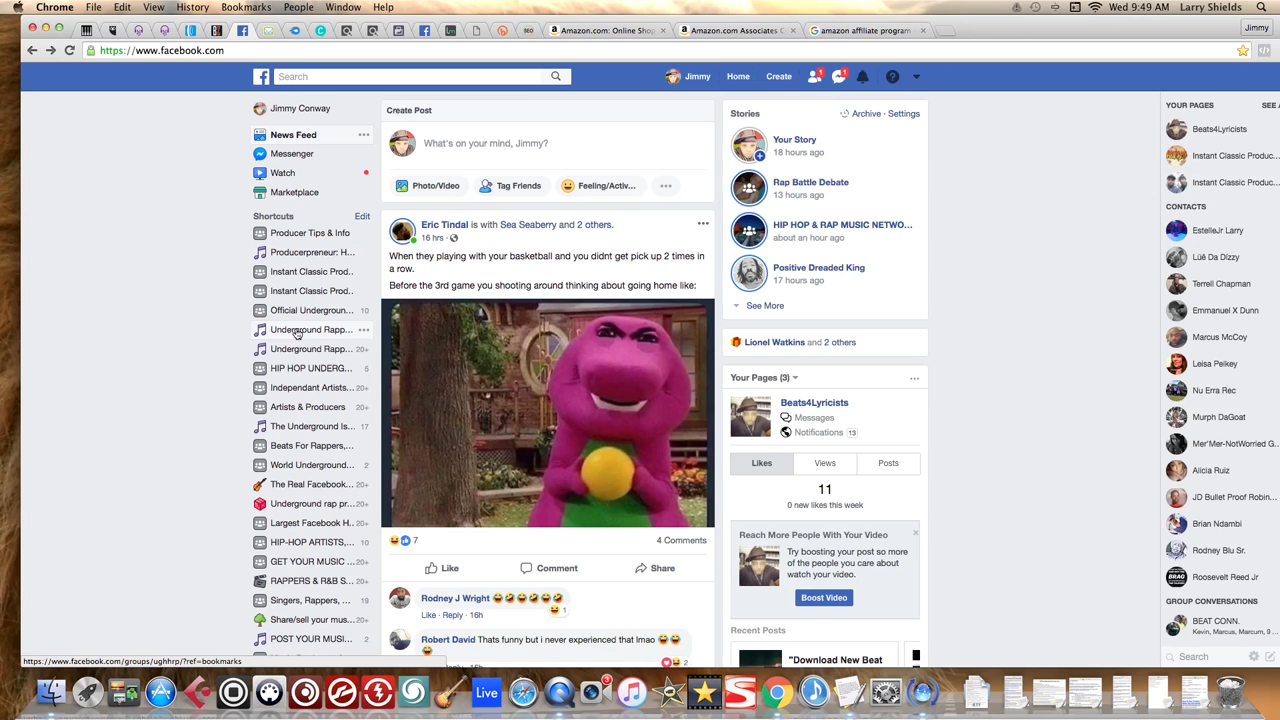 Chrome File Edit View History Bookmarks People Window Help
Wed 9:49 AM Larry Shields
Amazon.com: Online Shop
Amazon.com Associates C
amazon affiliate program
Jimmy
https://www.facebook.com
Search
Jimmy Home Create 1 1
Jimmy Conway
News Feed
Messenger
Watch
Marketplace
Shortcuts Edit
Producer Tips & Info
Producerpreneur: H...
Instant Classic Prod...
Instant Classic Prod...
Official Undergroun... 10
Underground Rapp...
Underground Rapp... 20+
HIP HOP UNDERG... 5
Independant Artists... 20+
Artists & Producers 20+
The Underground Is... 17
Beats For Rappers,...
World Underground... 2
The Real Facebook... 20+
Underground rap pr... 20+
Largest Facebook H... 20+
HIP-HOP ARTISTS,... 10
GET YOUR MUSIC ... 20+
RAPPERS & R&B S... 20+
Singers, Rappers, ... 19
Share/sell your mus... 20+
POST YOUR MUSI... 2
https://www.facebook.com/groups/ughhrp/?ref=bookmarks
Create Post
What's on your mind, Jimmy?
Photo/Video Tag Friends Feeling/Activ...
Eric Tindal is with Sea Seaberry and 2 others.
16 hrs
When they playing with your basketball and you didnt get pick up 2 times in
a row.
Before the 3rd game you shooting around thinking about going home like:
7 4 Comments
Like Comment Share
Rodney J Wright
1
Like · Reply · 16h
Robert David Thats funny but i never experienced that lmao
2
Stories Archive · Settings
Your Story
18 hours ago
Rap Battle Debate
13 hours ago
HIP HOP & RAP MUSIC NETWO...
about an hour ago
Positive Dreaded King
17 hours ago
See More
Lionel Watkins and 2 others
Your Pages (3)
Beats4Lyricists
Messages
Notifications 13
Likes Views Posts
11
0 new likes this week
Reach More People With Your Video
Try boosting your post so more
of the people you care about
watch your video.
Boost Video
Recent Posts
"Download New Beat
YOUR PAGES SEE
Beats4Lyricists
Instant Classic Produc...
Instant Classic Produc...
CONTACTS
EstelleJr Larry
Lüê Da Dizzy
Terrell Chapman
Emmanuel X Dunn
Marcus McCoy
Leisa Pelkey
Nu Erra Rec
Murph DaGoat
Mer'Mer-NotWorried G...
Alicia Ruiz
JD Bullet Proof Robin...
Brian Ndambi
Rodney Blu Sr.
Roosevelt Reed Jr
GROUP CONVERSATIONS
BEAT CONN.
Kevin, Marcus, Marcum, 9
Search
Live
3